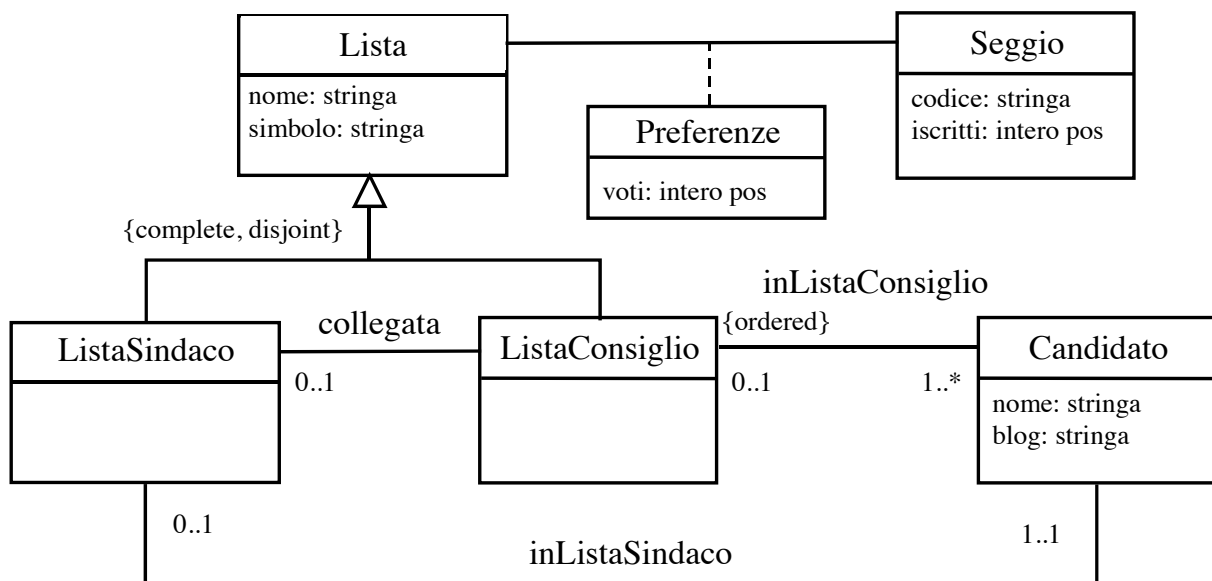 Lista
nome: stringa
simbolo: stringa
Seggio
codice: stringa
iscritti: intero pos
Preferenze
voti: intero pos
{complete, disjoint}
inListaConsiglio
ListaSindaco
collegata
0..1
ListaConsiglio
{ordered}
0..1
1..*
Candidato
nome: stringa
blog: stringa
0..1
inListaSindaco
1..1